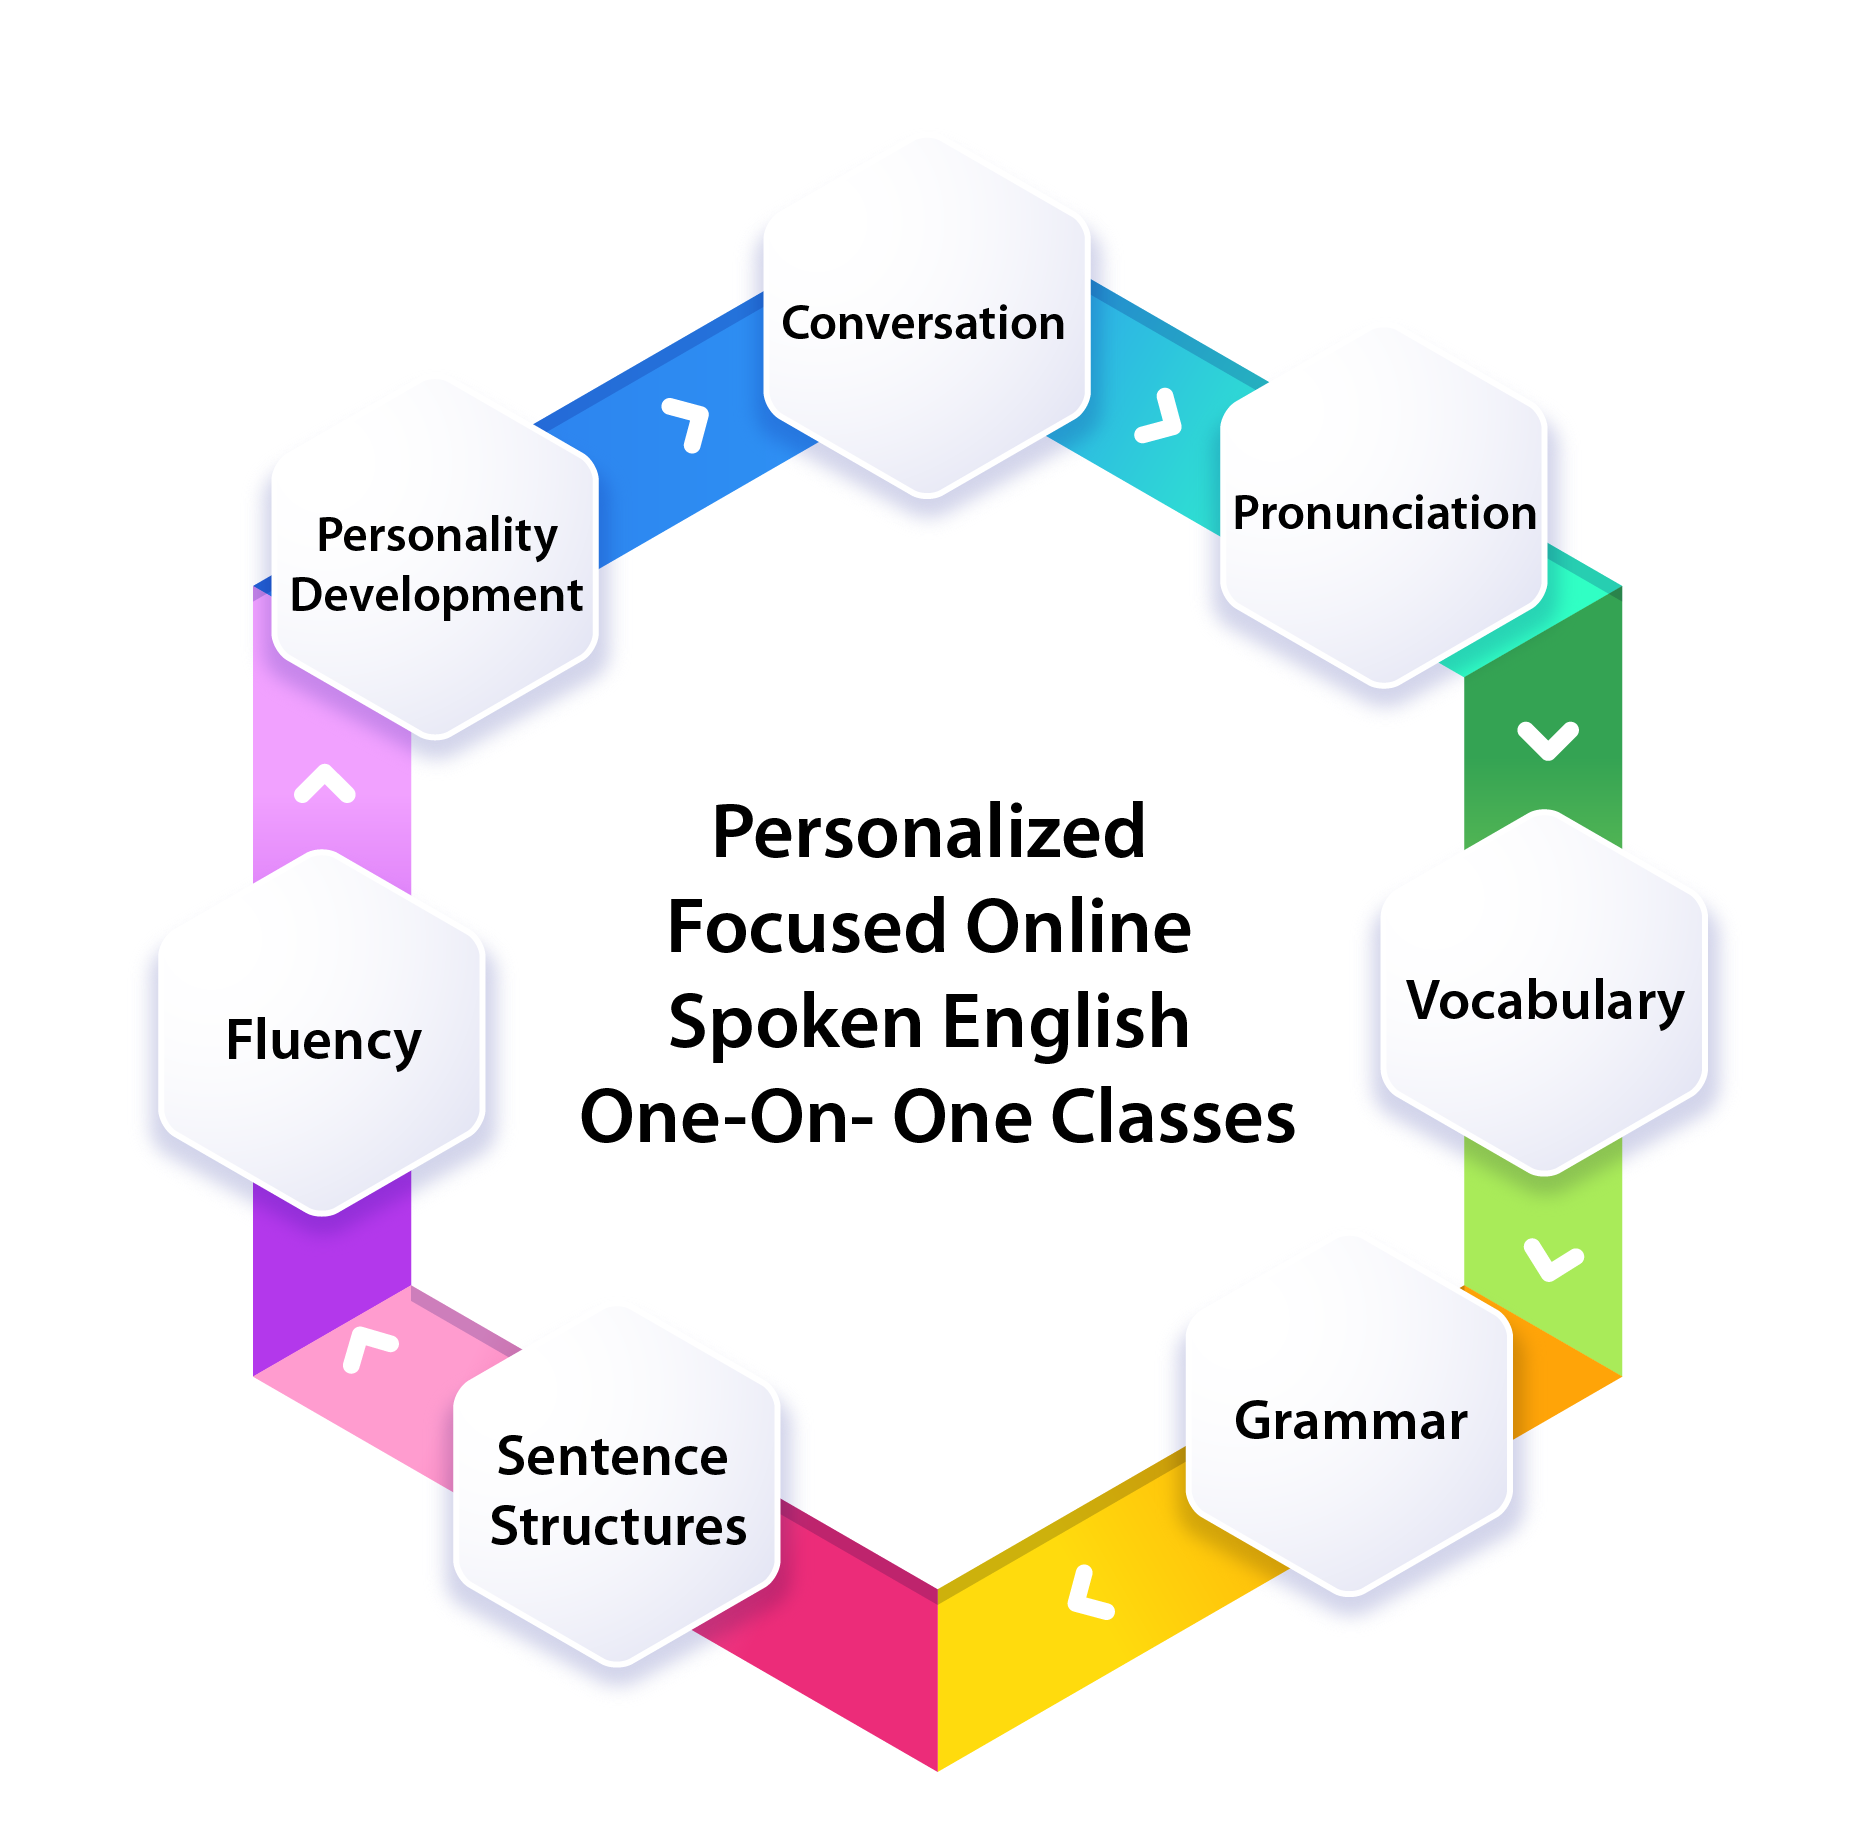 Conversation
Pronunciation
Personality
Development
Personalized
Focused Online
Spoken English
One-On- One Classes
Vocabulary
Fluency
Grammar
Sentence
Structures